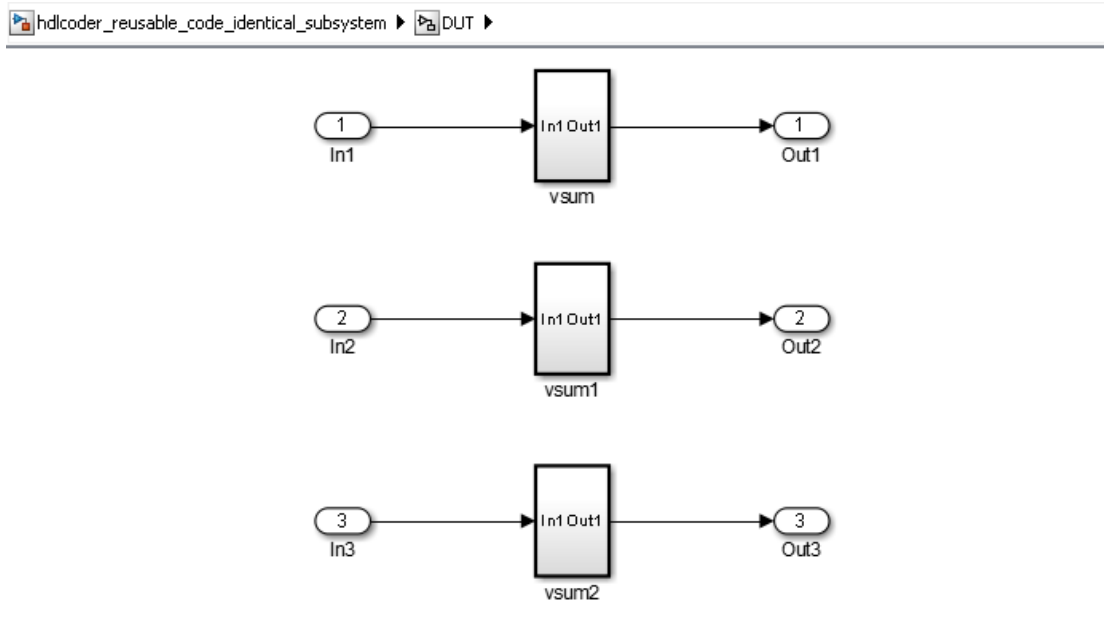 hdlcoder_reusable_code_identical_subsystem DUT
1 In1 Out1 1
In1 Out1
vsum
2 In1 Out1 2
In2 Out2
vsum1
3 In1 Out1 3
In3 Out3
vsum2